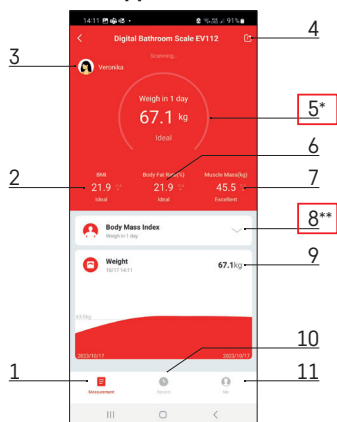 14:11 91%
Digital Bathroom Scale EV112
4
Scanning...
3
Veronika
Weigh in 1 day
67.1 kg
Ideal
5*
6
BMI Body Fat Rate(%) Muscle Mass(kg)
2
21.9 21.9 45.5
7
Ideal Ideal Excellent
Body Mass Index
Weigh in 1 day
8**
Weight
10/17 14:11
67.1kg
9
2023/10/17 2023/10/17
10
1
Measurement Record Me
11